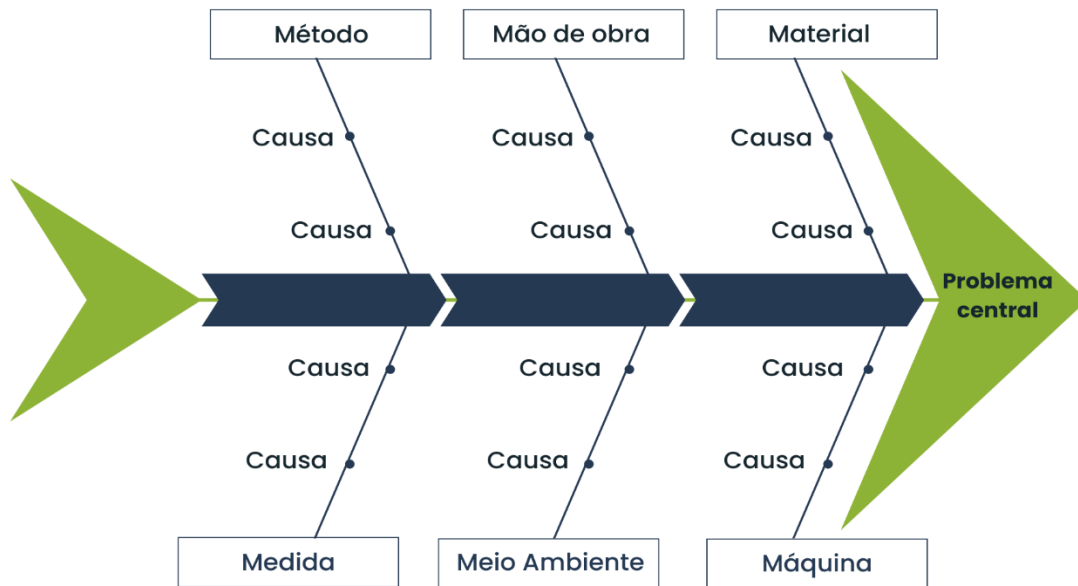 Método
Mão de obra
Material
Causa
Causa
Causa
Causa
Causa
Causa
Problema
central
Causa
Causa
Causa
Causa
Causa
Causa
Medida
Meio Ambiente
Máquina